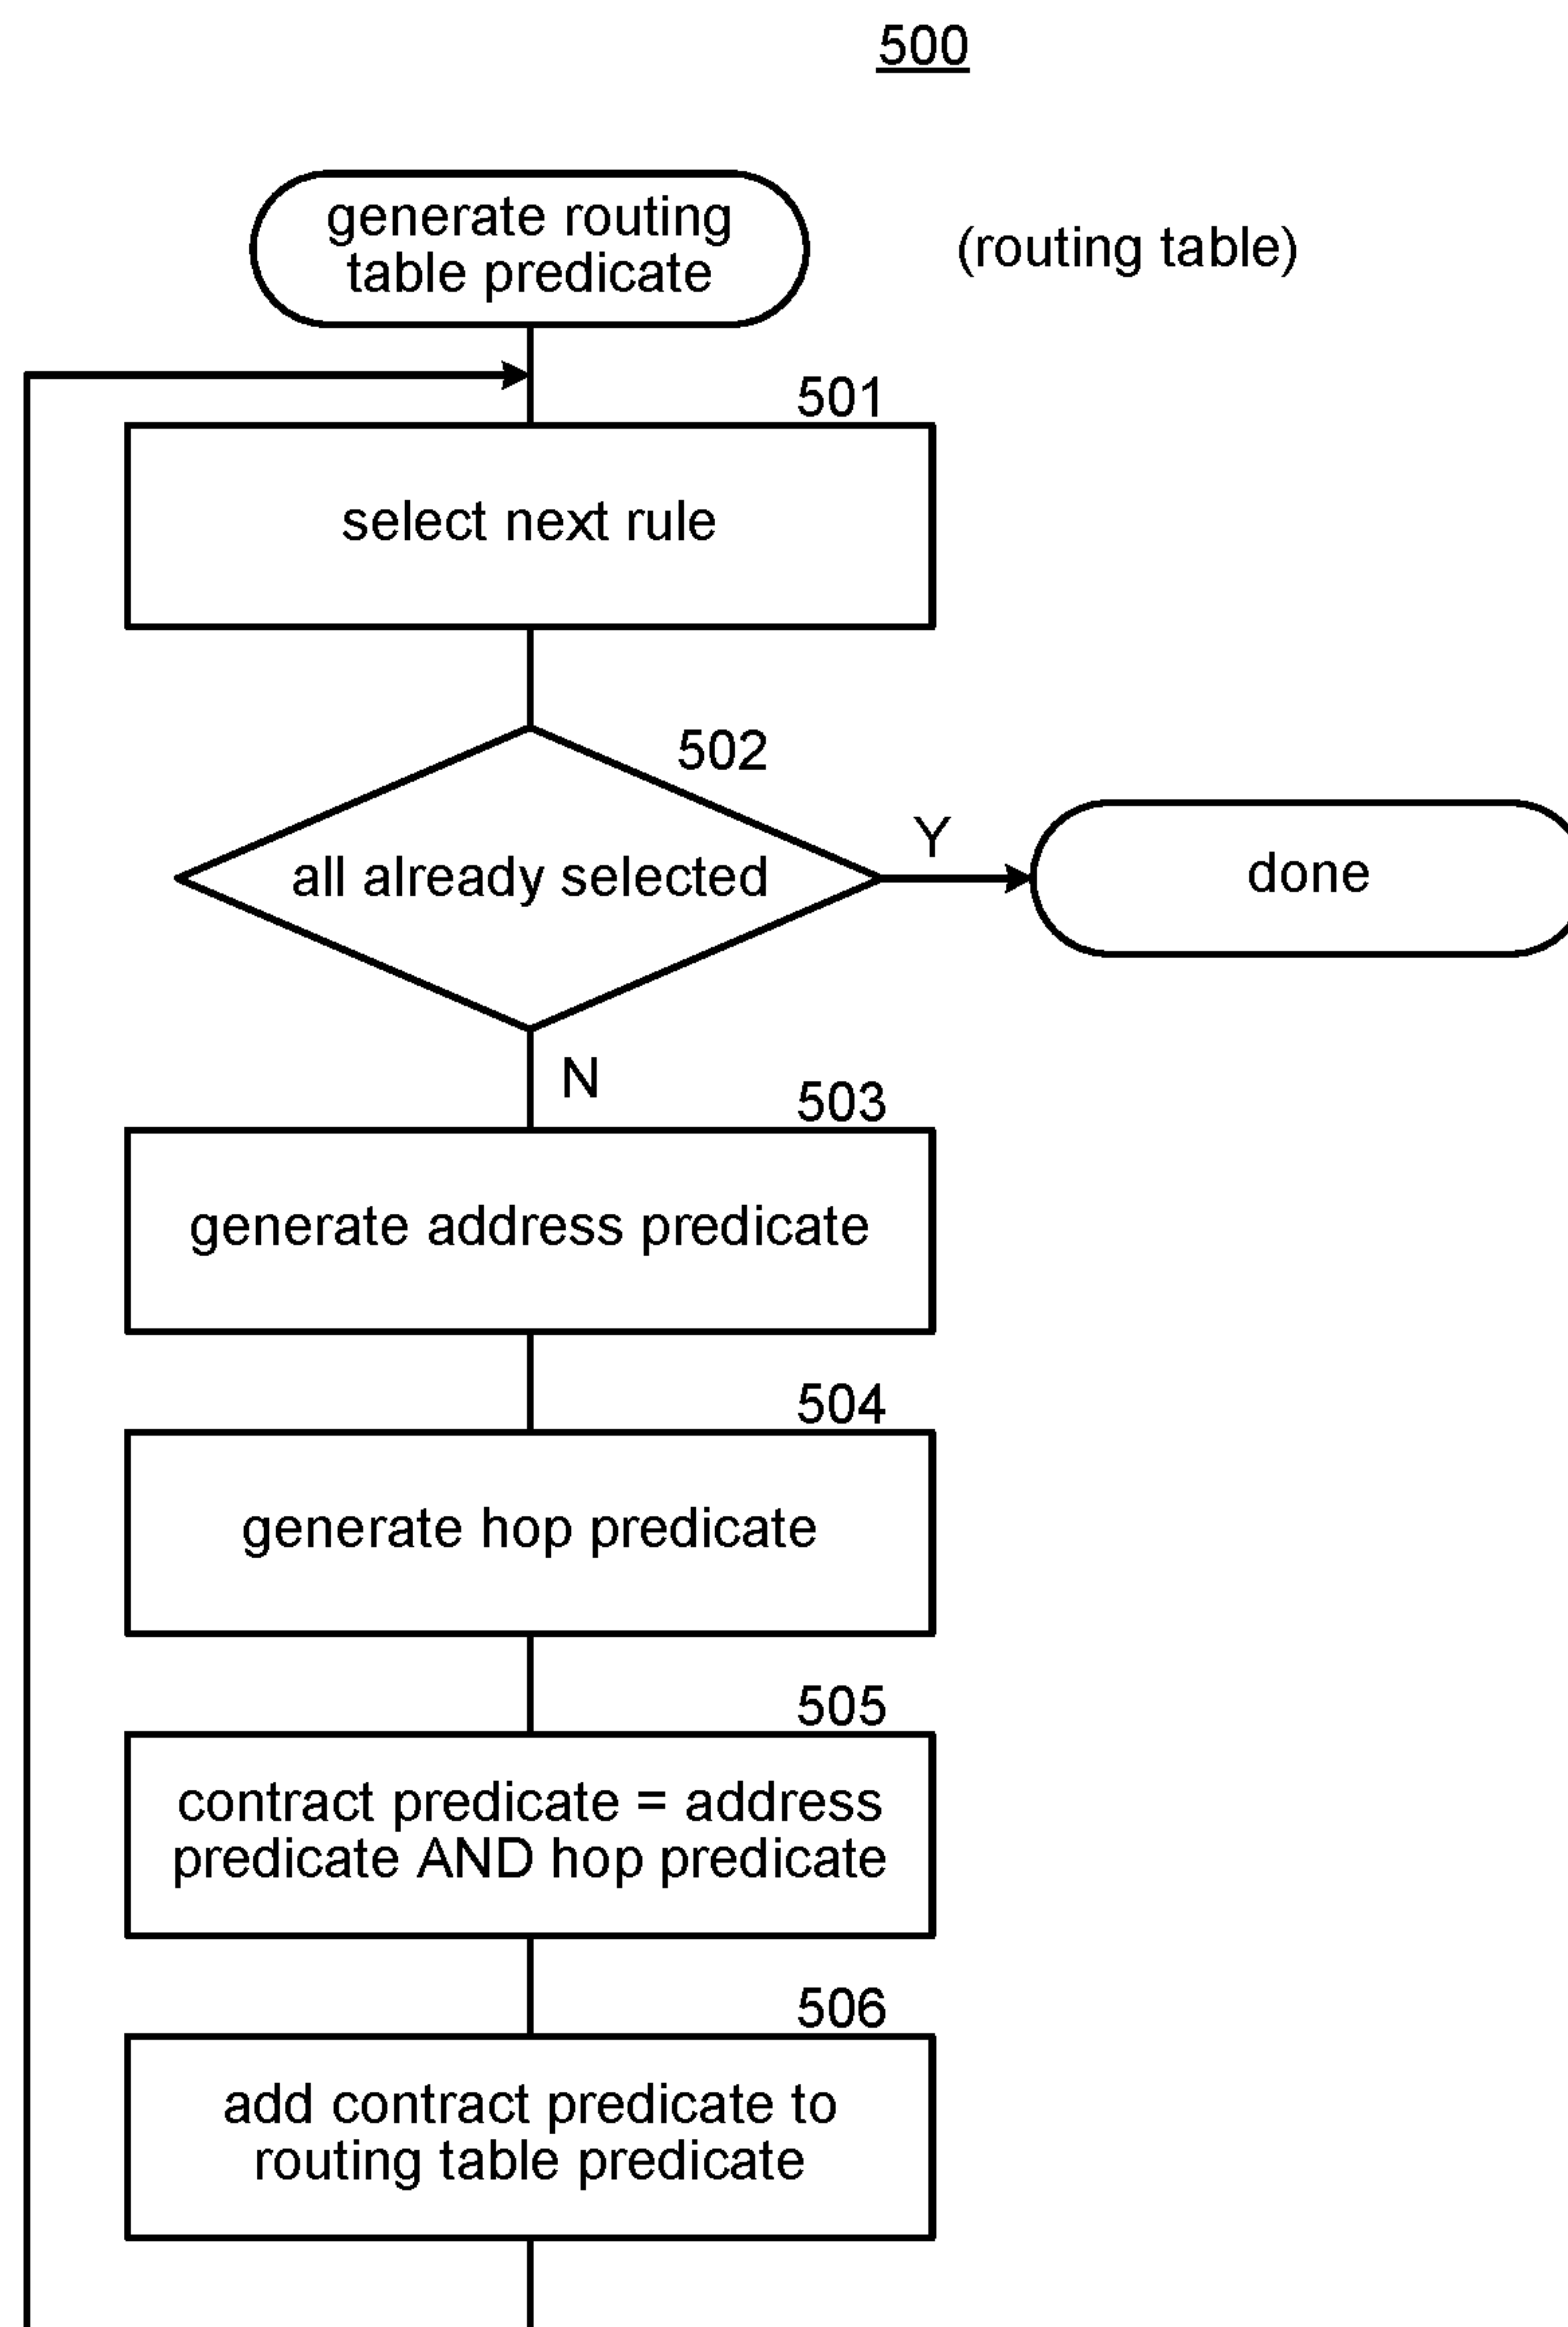 500
generate routing
table predicate
(routing table)
501
select next rule
502
all already selected
Y
done
N
503
generate address predicate
504
generate hop predicate
505
contract predicate = address
predicate AND hop predicate
506
add contract predicate to
routing table predicate